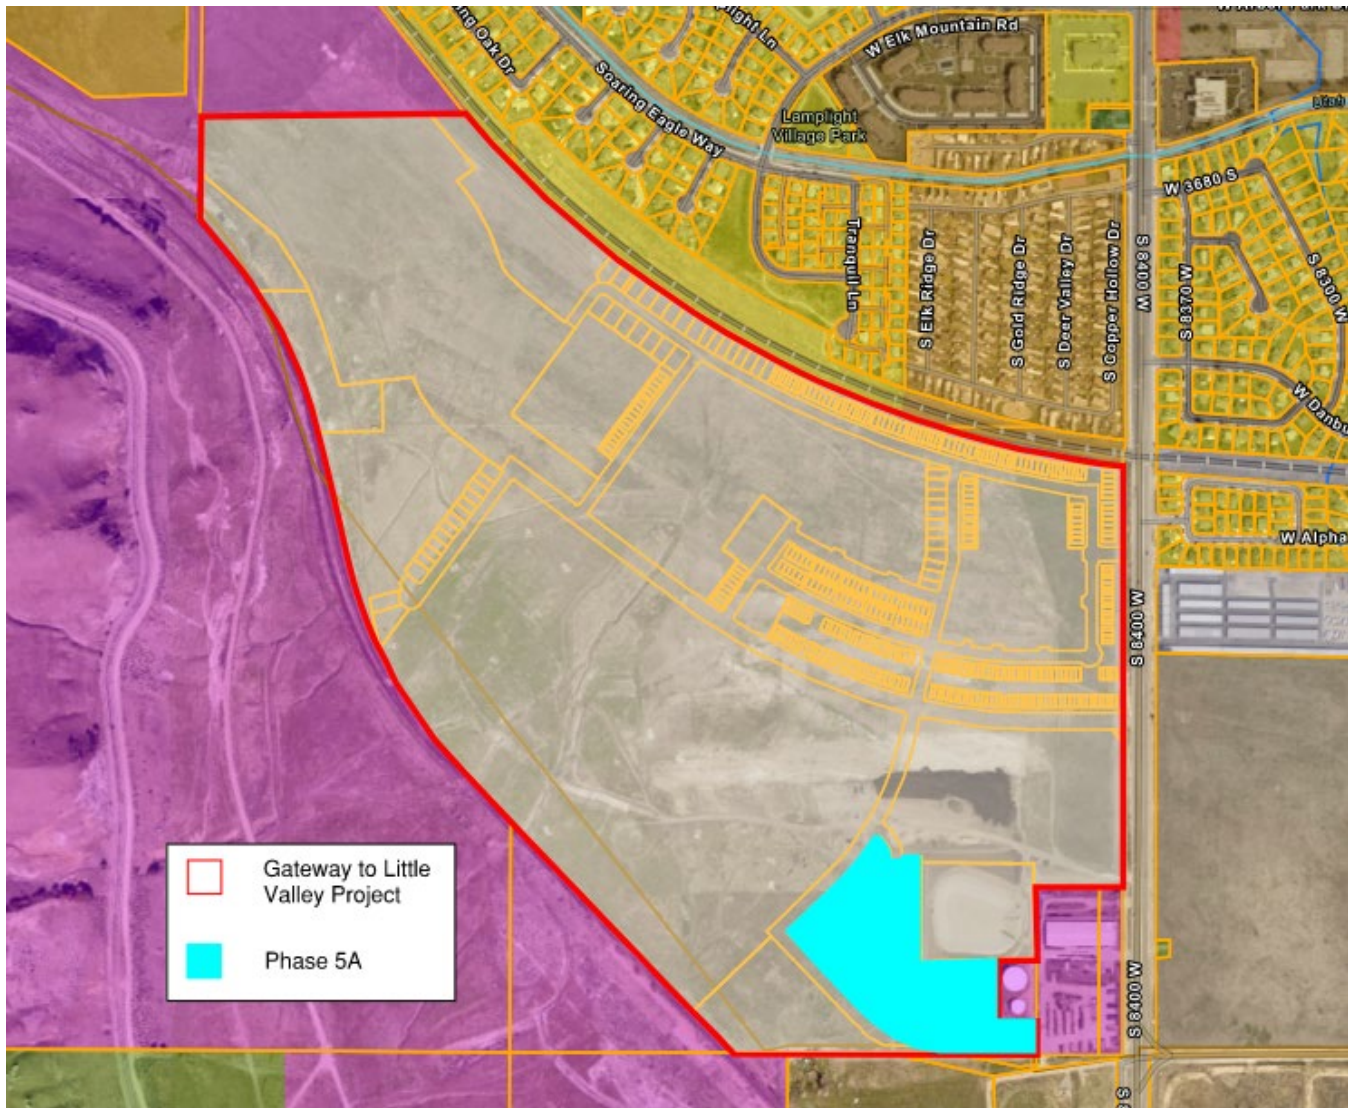 W Elk Mountain Rd
Soaring Eagle Way
Lamplight
Village Park
W 3680 S
S 8400 W
S 8370 W
S 8300 W
Tranquil Ln
S Elk Ridge Dr
S Gold Ridge Dr
S Deer Valley Dr
S Copper Hollow Dr
W Danbu
W Alpha
S 8400 W
Gateway to Little
Valley Project
Phase 5A
S 8400 W